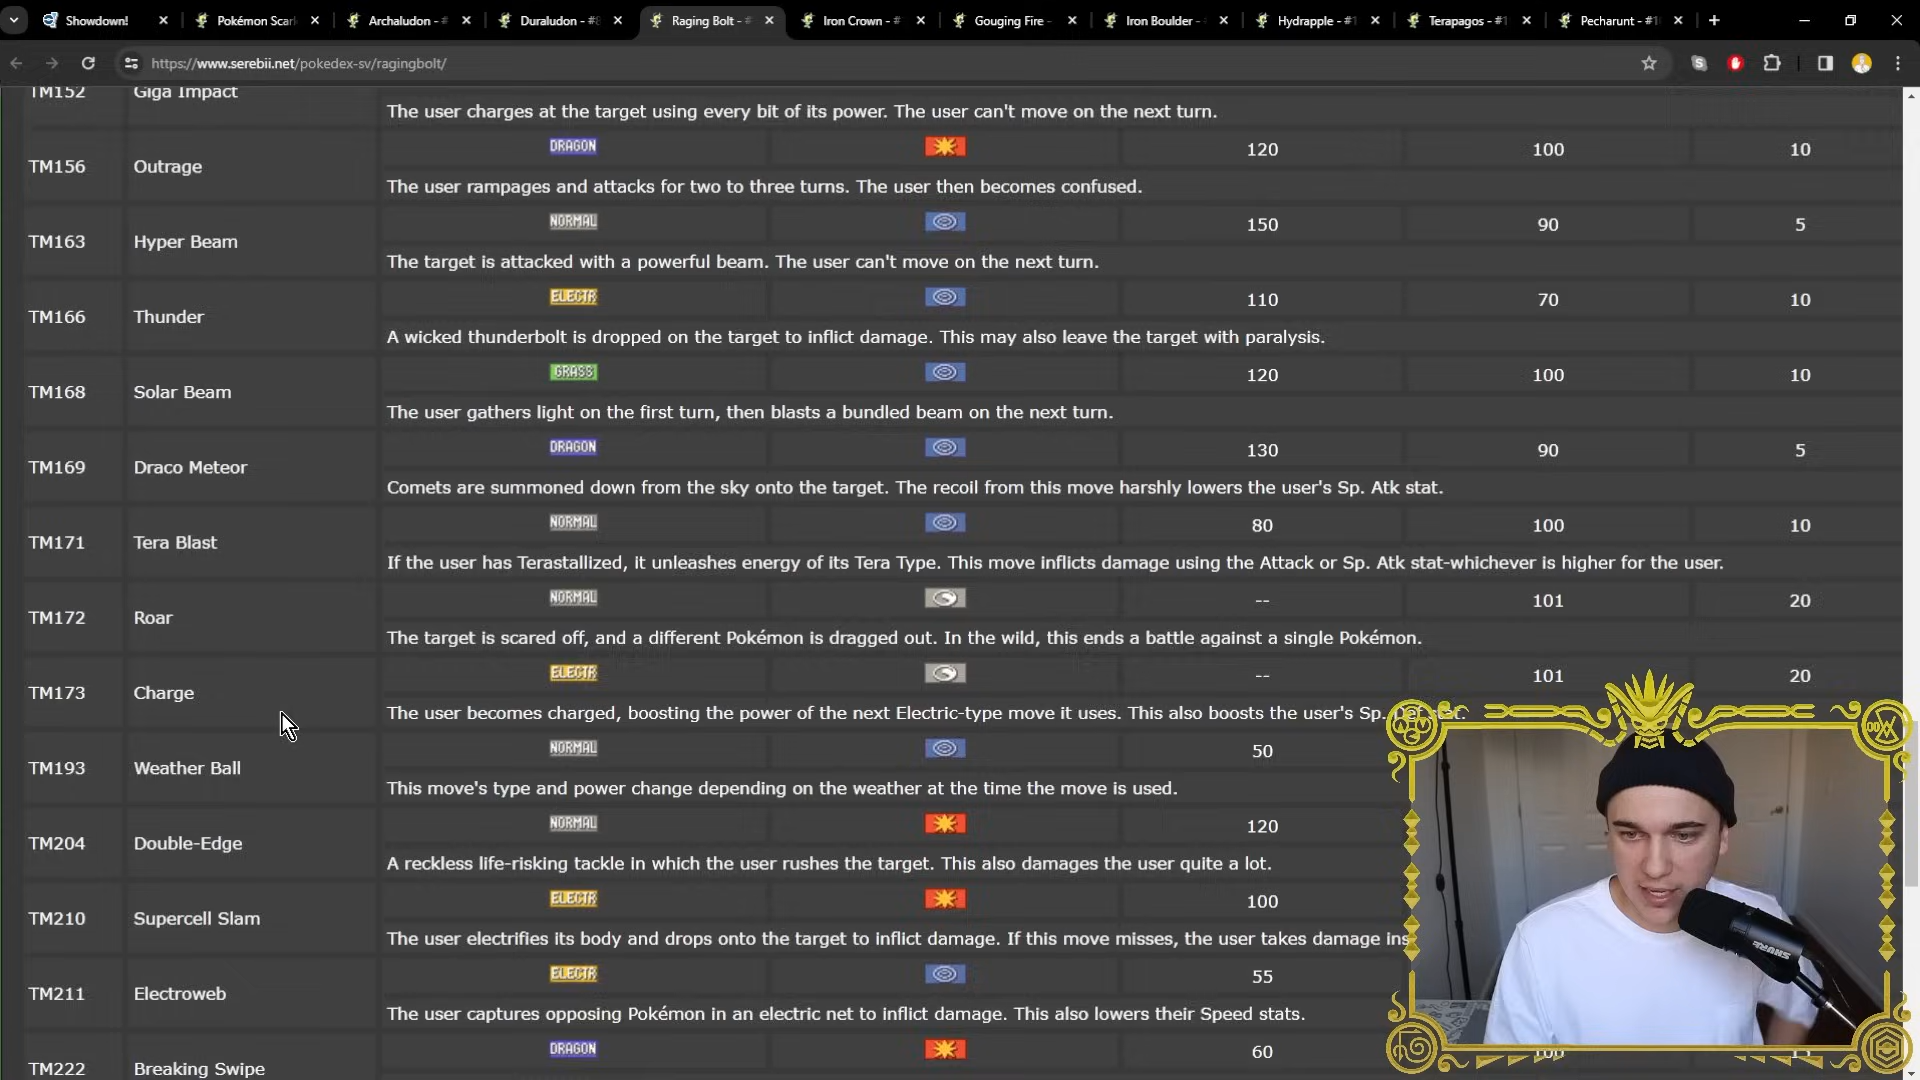 Showdown!
Pokémon Scarl
Archaludon - #
Duraludon - #8
Raging Bolt - #
Iron Crown - #
Gouging Fire -
Iron Boulder -
Hydrapple - #1
Terapagos - #1
Pecharunt - #1
https://www.serebii.net/pokedex-sv/ragingbolt/
TM152 Giga Impact
The user charges at the target using every bit of its power. The user can't move on the next turn.
TM156 Outrage DRAGON 120 100 10
The user rampages and attacks for two to three turns. The user then becomes confused.
TM163 Hyper Beam NORMAL 150 90 5
The target is attacked with a powerful beam. The user can't move on the next turn.
TM166 Thunder ELECTR 110 70 10
A wicked thunderbolt is dropped on the target to inflict damage. This may also leave the target with paralysis.
TM168 Solar Beam GRASS 120 100 10
The user gathers light on the first turn, then blasts a bundled beam on the next turn.
TM169 Draco Meteor DRAGON 130 90 5
Comets are summoned down from the sky onto the target. The recoil from this move harshly lowers the user's Sp. Atk stat.
TM171 Tera Blast NORMAL 80 100 10
If the user has Terastallized, it unleashes energy of its Tera Type. This move inflicts damage using the Attack or Sp. Atk stat-whichever is higher for the user.
TM172 Roar NORMAL -- 101 20
The target is scared off, and a different Pokémon is dragged out. In the wild, this ends a battle against a single Pokémon.
TM173 Charge ELECTR -- 101 20
The user becomes charged, boosting the power of the next Electric-type move it uses. This also boosts the user's Sp. Def stat.
TM193 Weather Ball NORMAL 50
This move's type and power change depending on the weather at the time the move is used.
TM204 Double-Edge NORMAL 120
A reckless life-risking tackle in which the user rushes the target. This also damages the user quite a lot.
TM210 Supercell Slam ELECTR 100
The user electrifies its body and drops onto the target to inflict damage. If this move misses, the user takes damage ins
TM211 Electroweb ELECTR 55
The user captures opposing Pokémon in an electric net to inflict damage. This also lowers their Speed stats.
TM222 Breaking Swipe DRAGON 60 100 15
SHURE